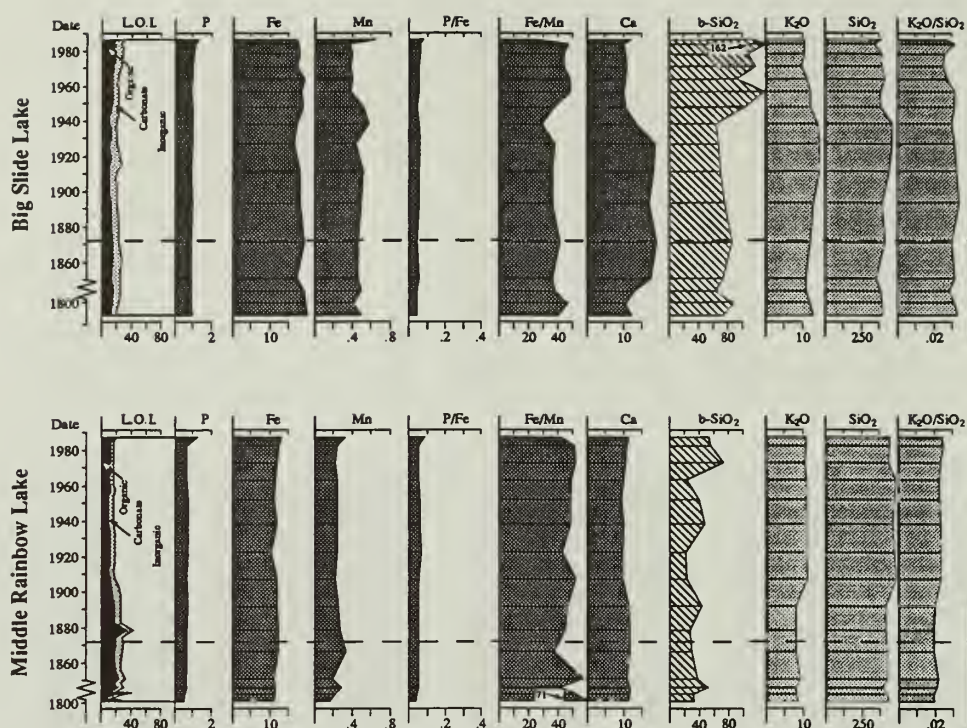 L.O.I. P Fe Mn P/Fe Fe/Mn Ca b-SiO₂ K₂O SiO₂ K₂O/SiO₂
Date
Big Slide Lake
1980
1960
1940
1920
1900
1880
1860
1800
162
Organic
Carbonate
Inorganic
40 80 2 10 .4 .8 .2 .4 20 40 10 40 80 10 250 .02
Date L.O.I. P Fe Mn P/Fe Fe/Mn Ca b-SiO₂ K₂O SiO₂ K₂O/SiO₂
Middle Rainbow Lake
1980
1960
1940
1920
1900
1880
1860
1800
Organic
Carbonate
Inorganic
71
40 80 2 10 .4 .8 .2 .4 20 40 10 40 80 10 250 .02